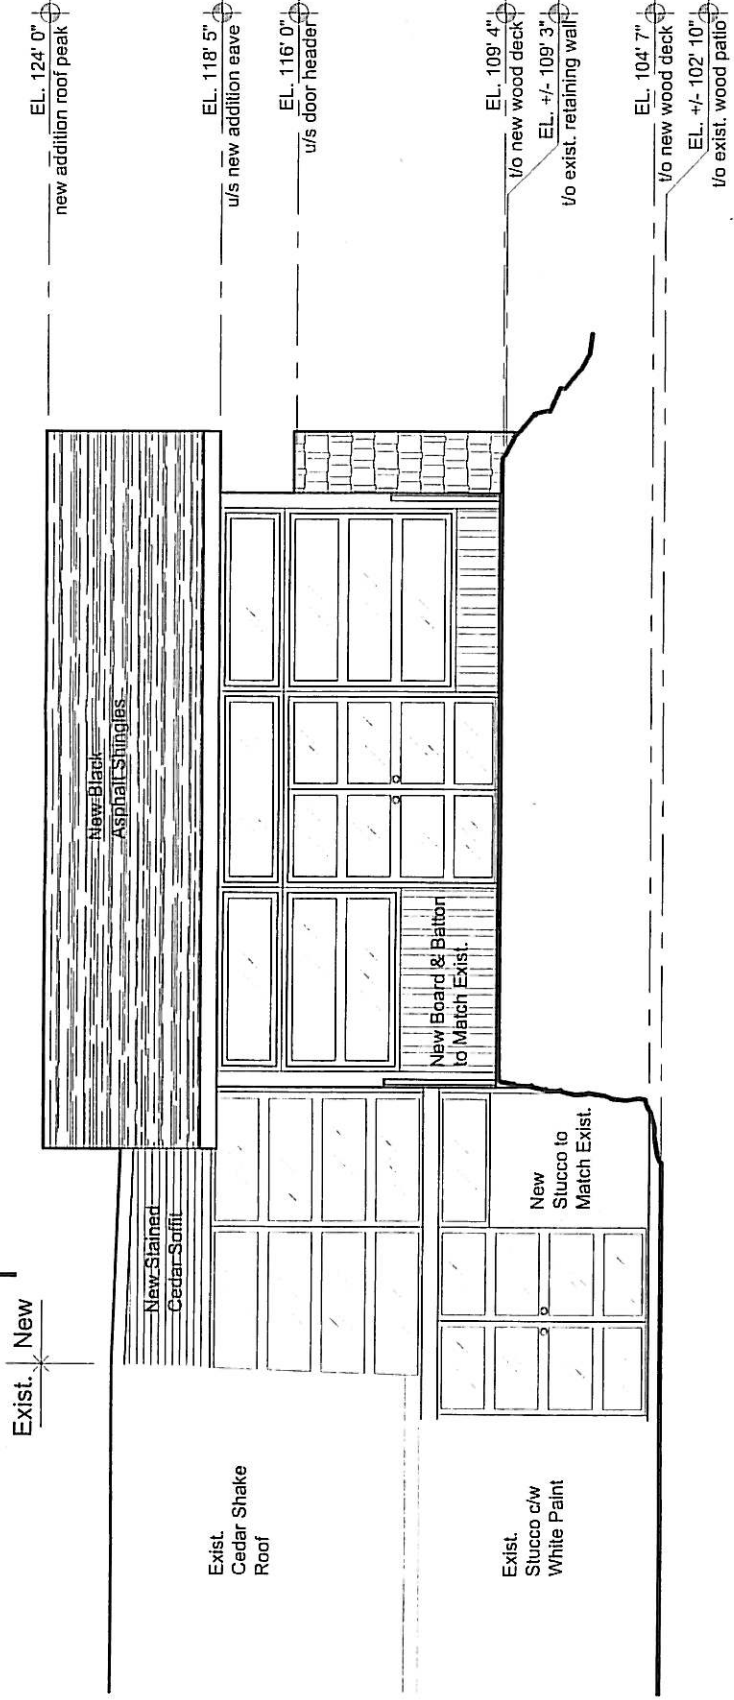 EL. 124' 0"
new addition roof peak
EL. 118' 5"
u/s new addition eave
EL. 116' 0"
u/s door header
EL. 109' 4"
t/o new wood deck
EL. +/- 109' 3"
t/o exist. retaining wall
EL. 104' 7"
t/o new wood deck
EL. +/- 102' 10"
t/o exist. wood patio
Exist. New
New Black
Asphalt Shingles
New Stained
Cedar Soffit
New Board & Batton
to Match Exist.
New
Stucco to
Match Exist.
Exist.
Cedar Shake
Roof
Exist.
Stucco c/w
White Paint